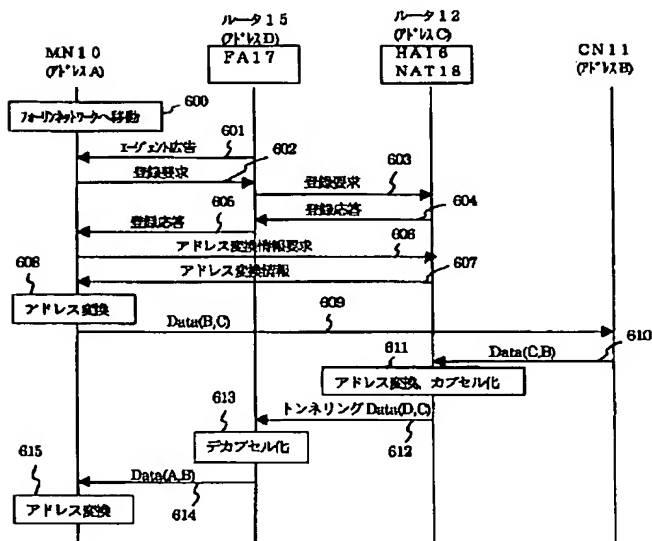 MN10
(アドレスA)
ルータ15
(アドレスD)
FA17
ルータ12
(アドレスC)
HA16
NAT18
CN11
(アドレスB)
600
フォーリンネットワークへ移動
601
エージェント広告
602
登録要求
603
登録要求
604
登録応答
605
登録応答
606
アドレス変換情報要求
607
アドレス変換情報
608
アドレス変換
609
Data(B,C)
610
Data(C,B)
611
アドレス変換、カプセル化
トンネリング Data(D,C)
612
613
デカプセル化
Data(A,B)
614
615
アドレス変換